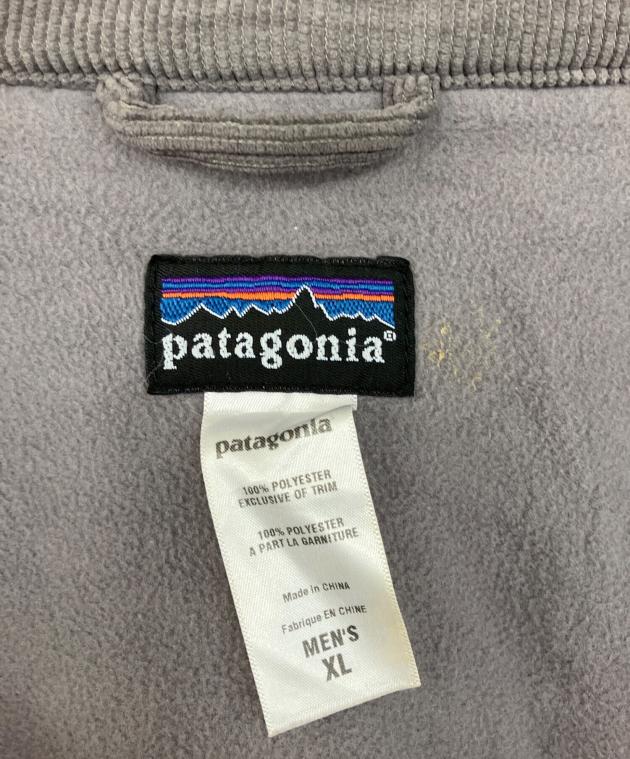 patagonia®
patagonia
100% POLYESTER
EXCLUSIVE OF TRIM
100% POLYESTER
A PART LA GARNITURE
Made in CHINA
Fabriqué EN CHINE
MEN'S
XL